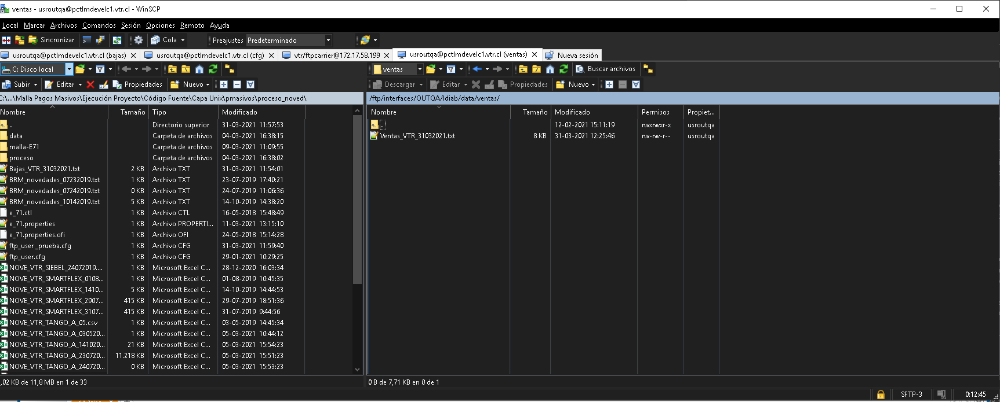 ventas - usroutqa@pctlmdevelc1.vtr.cl - WinSCP
Local Marcar Archivos Comandos Sesión Opciones Remoto Ayuda
Sincronizar Cola Preajustes Predeterminado
usroutqa@pctlmdevelc1.vtr.cl (bajas) usroutqa@pctlmdevelc1.vtr.cl (cfg) vtr/ftpcarrier@172.17.58.199 usroutqa@pctlmdevelc1.vtr.cl (ventas) Nueva sesión
C: Disco local
Subir Editar Propiedades Nuevo
C:\...\Malla Pagos Masivos\Ejecución Proyecto\Código Fuente\Capa Unix\pmasivos\proceso_noved\
Nombre Tamaño Tipo Modificado
.. Directorio superior 31-03-2021 11:57:53
data Carpeta de archivos 04-03-2021 16:38:15
malla-E71 Carpeta de archivos 09-03-2021 11:09:55
proceso Carpeta de archivos 04-03-2021 16:38:02
Bajas_VTR_31032021.txt 2 KB Archivo TXT 31-03-2021 11:54:01
BRM_novedades_07232019.txt 1 KB Archivo TXT 23-07-2019 17:40:21
BRM_novedades_07242019.txt 0 KB Archivo TXT 24-07-2019 11:06:36
BRM_novedades_10142019.txt 5 KB Archivo TXT 14-10-2019 14:38:20
e_71.ctl 1 KB Archivo CTL 16-05-2018 15:48:49
e_71.properties 1 KB Archivo PROPERTI... 11-03-2021 13:15:10
e_71.properties.ofi 1 KB Archivo OFI 24-05-2018 15:14:28
ftp_user _prueba.cfg 1 KB Archivo CFG 31-03-2021 11:59:40
ftp_user.cfg 1 KB Archivo CFG 29-01-2021 10:29:25
NOVE_VTR_SIEBEL_24072019.... 1 KB Microsoft Excel C... 28-12-2020 16:03:34
NOVE_VTR_SMARTFLEX_0108... 1 KB Microsoft Excel C... 01-08-2019 10:45:35
NOVE_VTR_SMARTFLEX_1410... 5 KB Microsoft Excel C... 14-10-2019 14:44:53
NOVE_VTR_SMARTFLEX_2907... 415 KB Microsoft Excel C... 29-07-2019 18:51:36
NOVE_VTR_SMARTFLEX_3107... 415 KB Microsoft Excel C... 31-07-2019 9:44:56
NOVE_VTR_TANGO_A_05.csv 1 KB Microsoft Excel C... 03-05-2019 14:45:34
NOVE_VTR_TANGO_A_030520... 1 KB Microsoft Excel C... 05-03-2021 10:44:12
NOVE_VTR_TANGO_A_141020... 21 KB Microsoft Excel C... 05-03-2021 15:54:23
NOVE_VTR_TANGO_A_230720... 11.218 KB Microsoft Excel C... 05-03-2021 15:51:23
NOVE_VTR_TANGO_A_240720... 0 KB Microsoft Excel C... 05-03-2021 15:53:23
,02 KB de 11,8 MB en 1 de 33
ventas Buscar archivos
Descargar Editar Propiedades Nuevo
/ftp/interfaces/OUTQA/ldiab/data/ventas/
Nombre Tamaño Modificado Permisos Propiet...
.. 12-02-2021 15:11:19 rwxrwxr-x usroutqa
Ventas_VTR_31032021.txt 8 KB 31-03-2021 12:25:46 rw-rw-r-- usroutqa
0 B de 7,71 KB en 0 de 1
SFTP-3 0:12:45